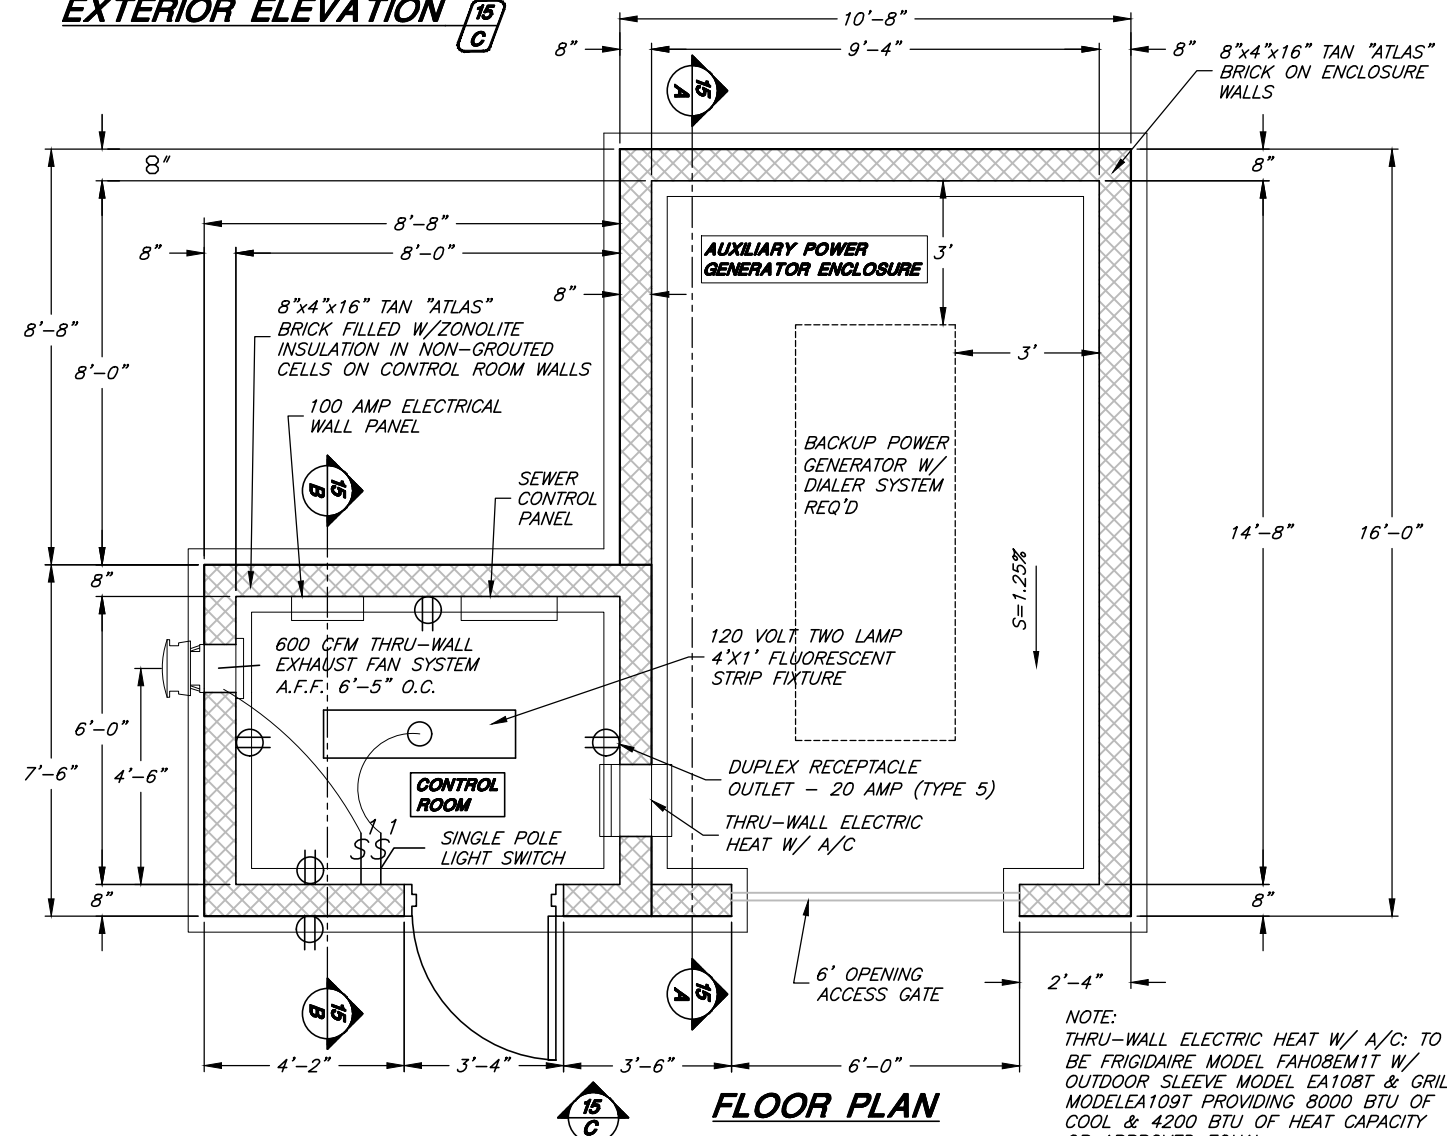 EXTERIOR ELEVATION
15
C
10'-8"
8"
9'-4"
8"
8"x4"x16" TAN "ATLAS"
BRICK ON ENCLOSURE
WALLS
15
A
8"
8"
8'-8"
8"
8'-0"
AUXILIARY POWER
GENERATOR ENCLOSURE
3'
8"
8"x4"x16" TAN "ATLAS"
BRICK FILLED W/ZONOLITE
INSULATION IN NON-GROUTED
CELLS ON CONTROL ROOM WALLS
8'-8"
8'-0"
3'
100 AMP ELECTRICAL
WALL PANEL
BACKUP POWER
GENERATOR W/
DIALER SYSTEM
REQ'D
15
B
SEWER
CONTROL
PANEL
14'-8"
16'-0"
S=1.25%
8"
600 CFM THRU-WALL
EXHAUST FAN SYSTEM
A.F.F. 6'-5" O.C.
120 VOLT TWO LAMP
4'X1' FLUORESCENT
STRIP FIXTURE
6'-0"
7'-6"
4'-6"
CONTROL
ROOM
DUPLEX RECEPTACLE
OUTLET - 20 AMP (TYPE 5)
THRU-WALL ELECTRIC
HEAT W/ A/C
1 1
S S
SINGLE POLE
LIGHT SWITCH
8"
8"
6' OPENING
ACCESS GATE
2'-4"
15
B
15
A
4'-2"
3'-4"
3'-6"
6'-0"
15
C
FLOOR PLAN
NOTE:
THRU-WALL ELECTRIC HEAT W/ A/C: TO
BE FRIGIDAIRE MODEL FAH08EM1T W/
OUTDOOR SLEEVE MODEL EA108T & GRIL
MODELEA109T PROVIDING 8000 BTU OF
COOL & 4200 BTU OF HEAT CAPACITY